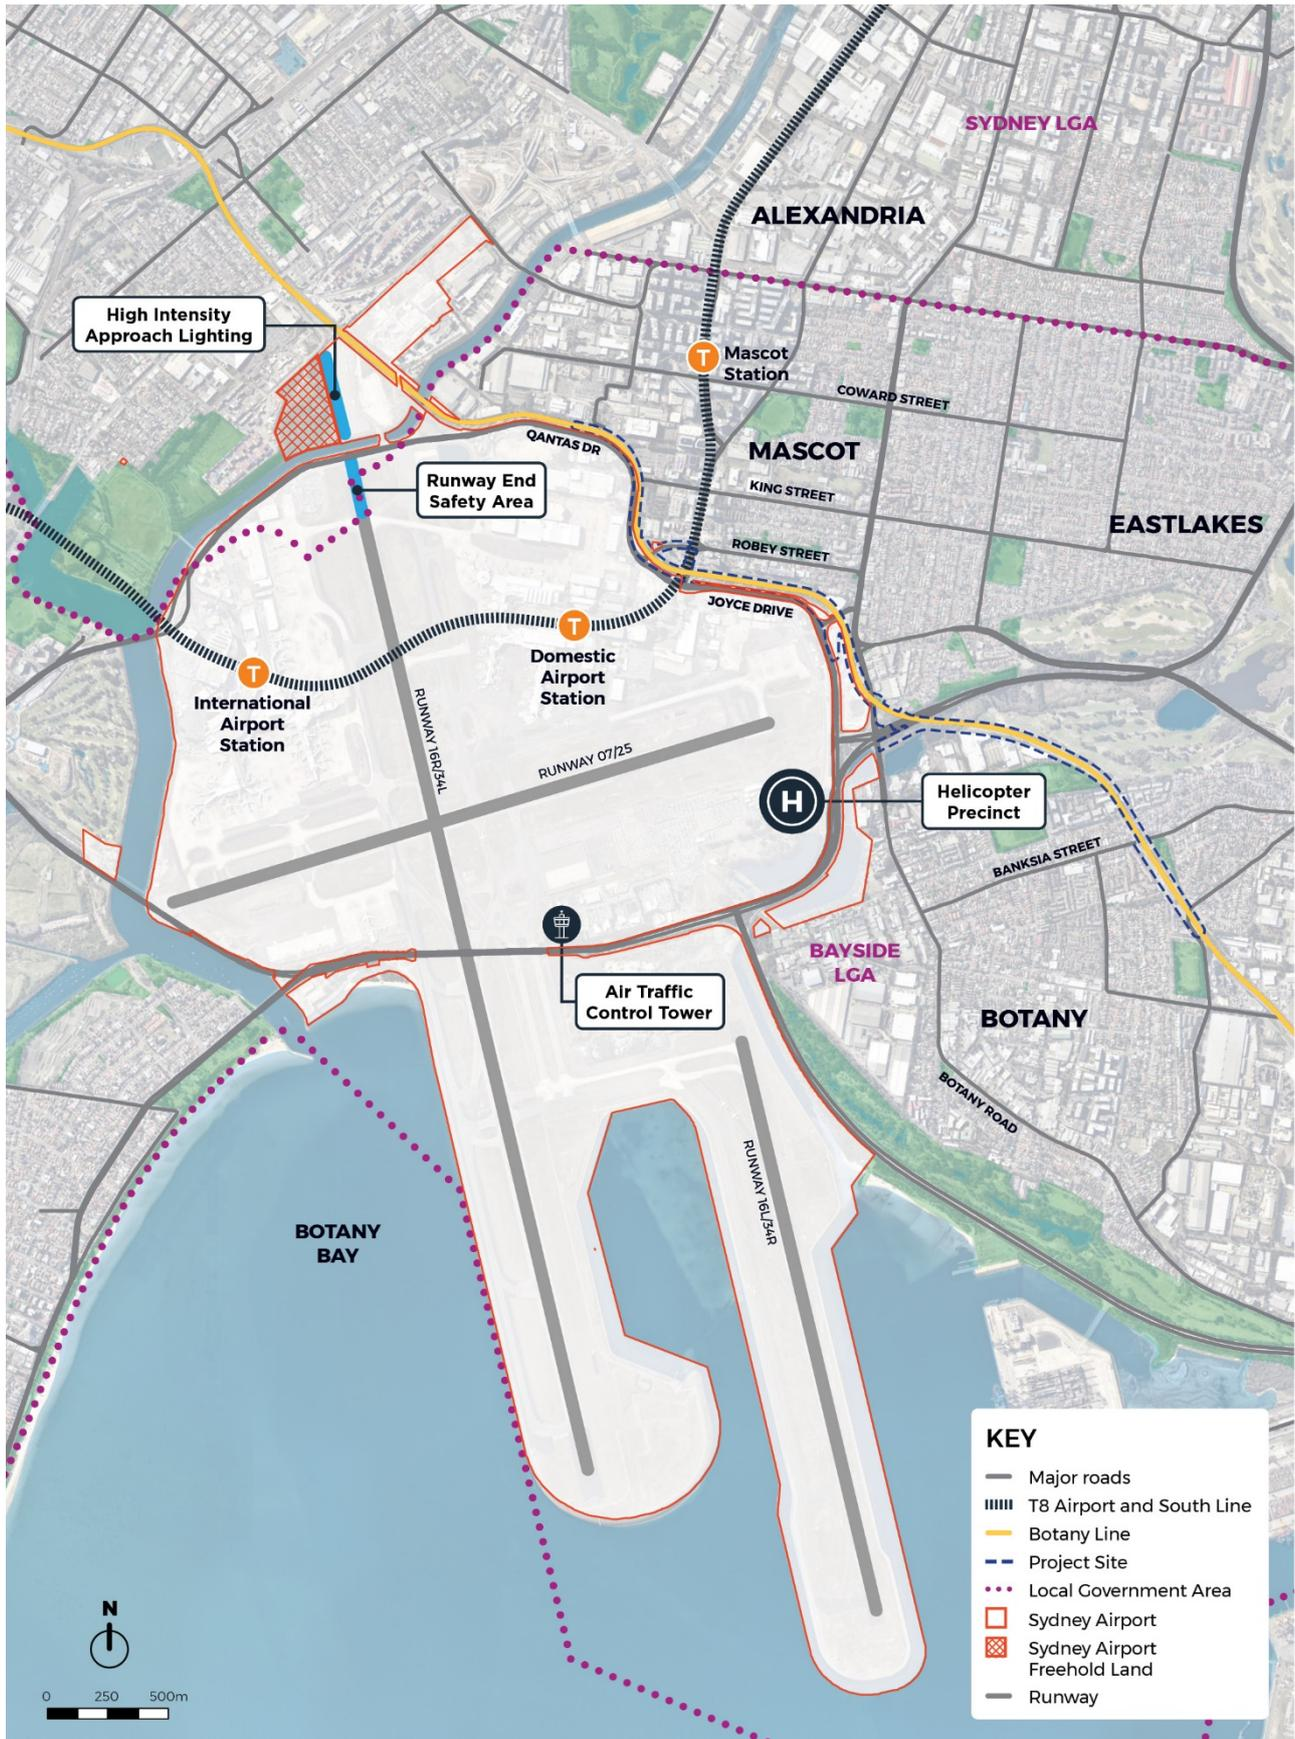 SYDNEY LGA
ALEXANDRIA
High Intensity
Approach Lighting
T
Mascot
Station
COWARD STREET
QANTAS DR
MASCOT
Runway End
Safety Area
KING STREET
EASTLAKES
ROBEY STREET
JOYCE DRIVE
T
Domestic
Airport
Station
T
International
Airport
Station
RUNWAY 16R/34L
RUNWAY 07/25
H
Helicopter
Precinct
BANKSIA STREET
BAYSIDE
LGA
Air Traffic
Control Tower
BOTANY
BOTANY ROAD
RUNWAY 16L/34R
BOTANY
BAY
KEY
Major roads
T8 Airport and South Line
Botany Line
Project Site
Local Government Area
Sydney Airport
Sydney Airport
Freehold Land
Runway
N
0 250 500m